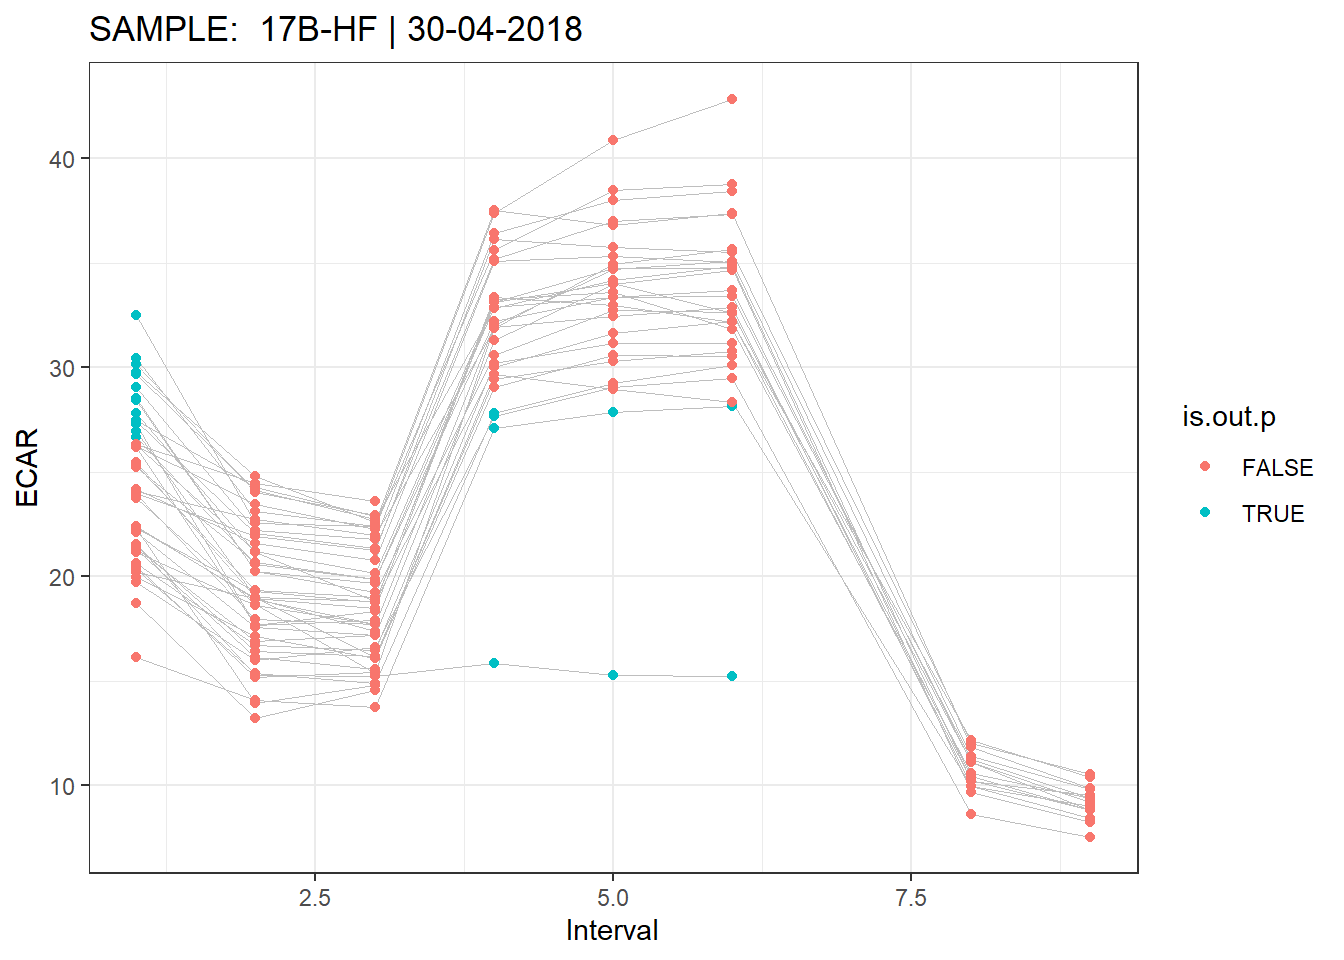 SAMPLE:  17B-HF | 30-04-2018
ECAR
40
30
20
10
2.5
5.0
7.5
Interval
is.out.p
FALSE
TRUE